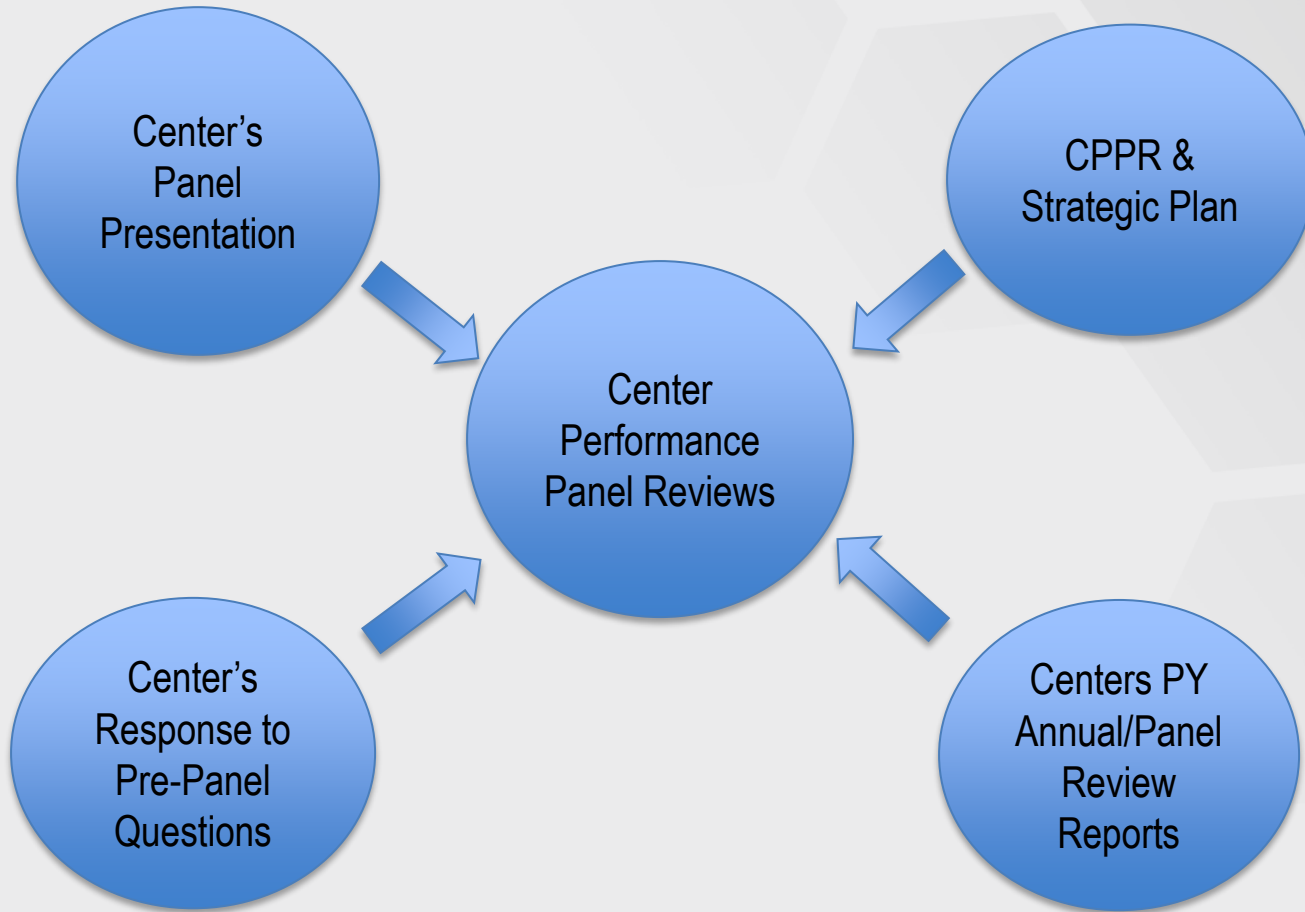 Center’s
Panel
Presentation
CPPR &
Strategic Plan
Center
Performance
Panel Reviews
Center’s
Response to
Pre-Panel
Questions
Centers PY
Annual/Panel
Review
Reports